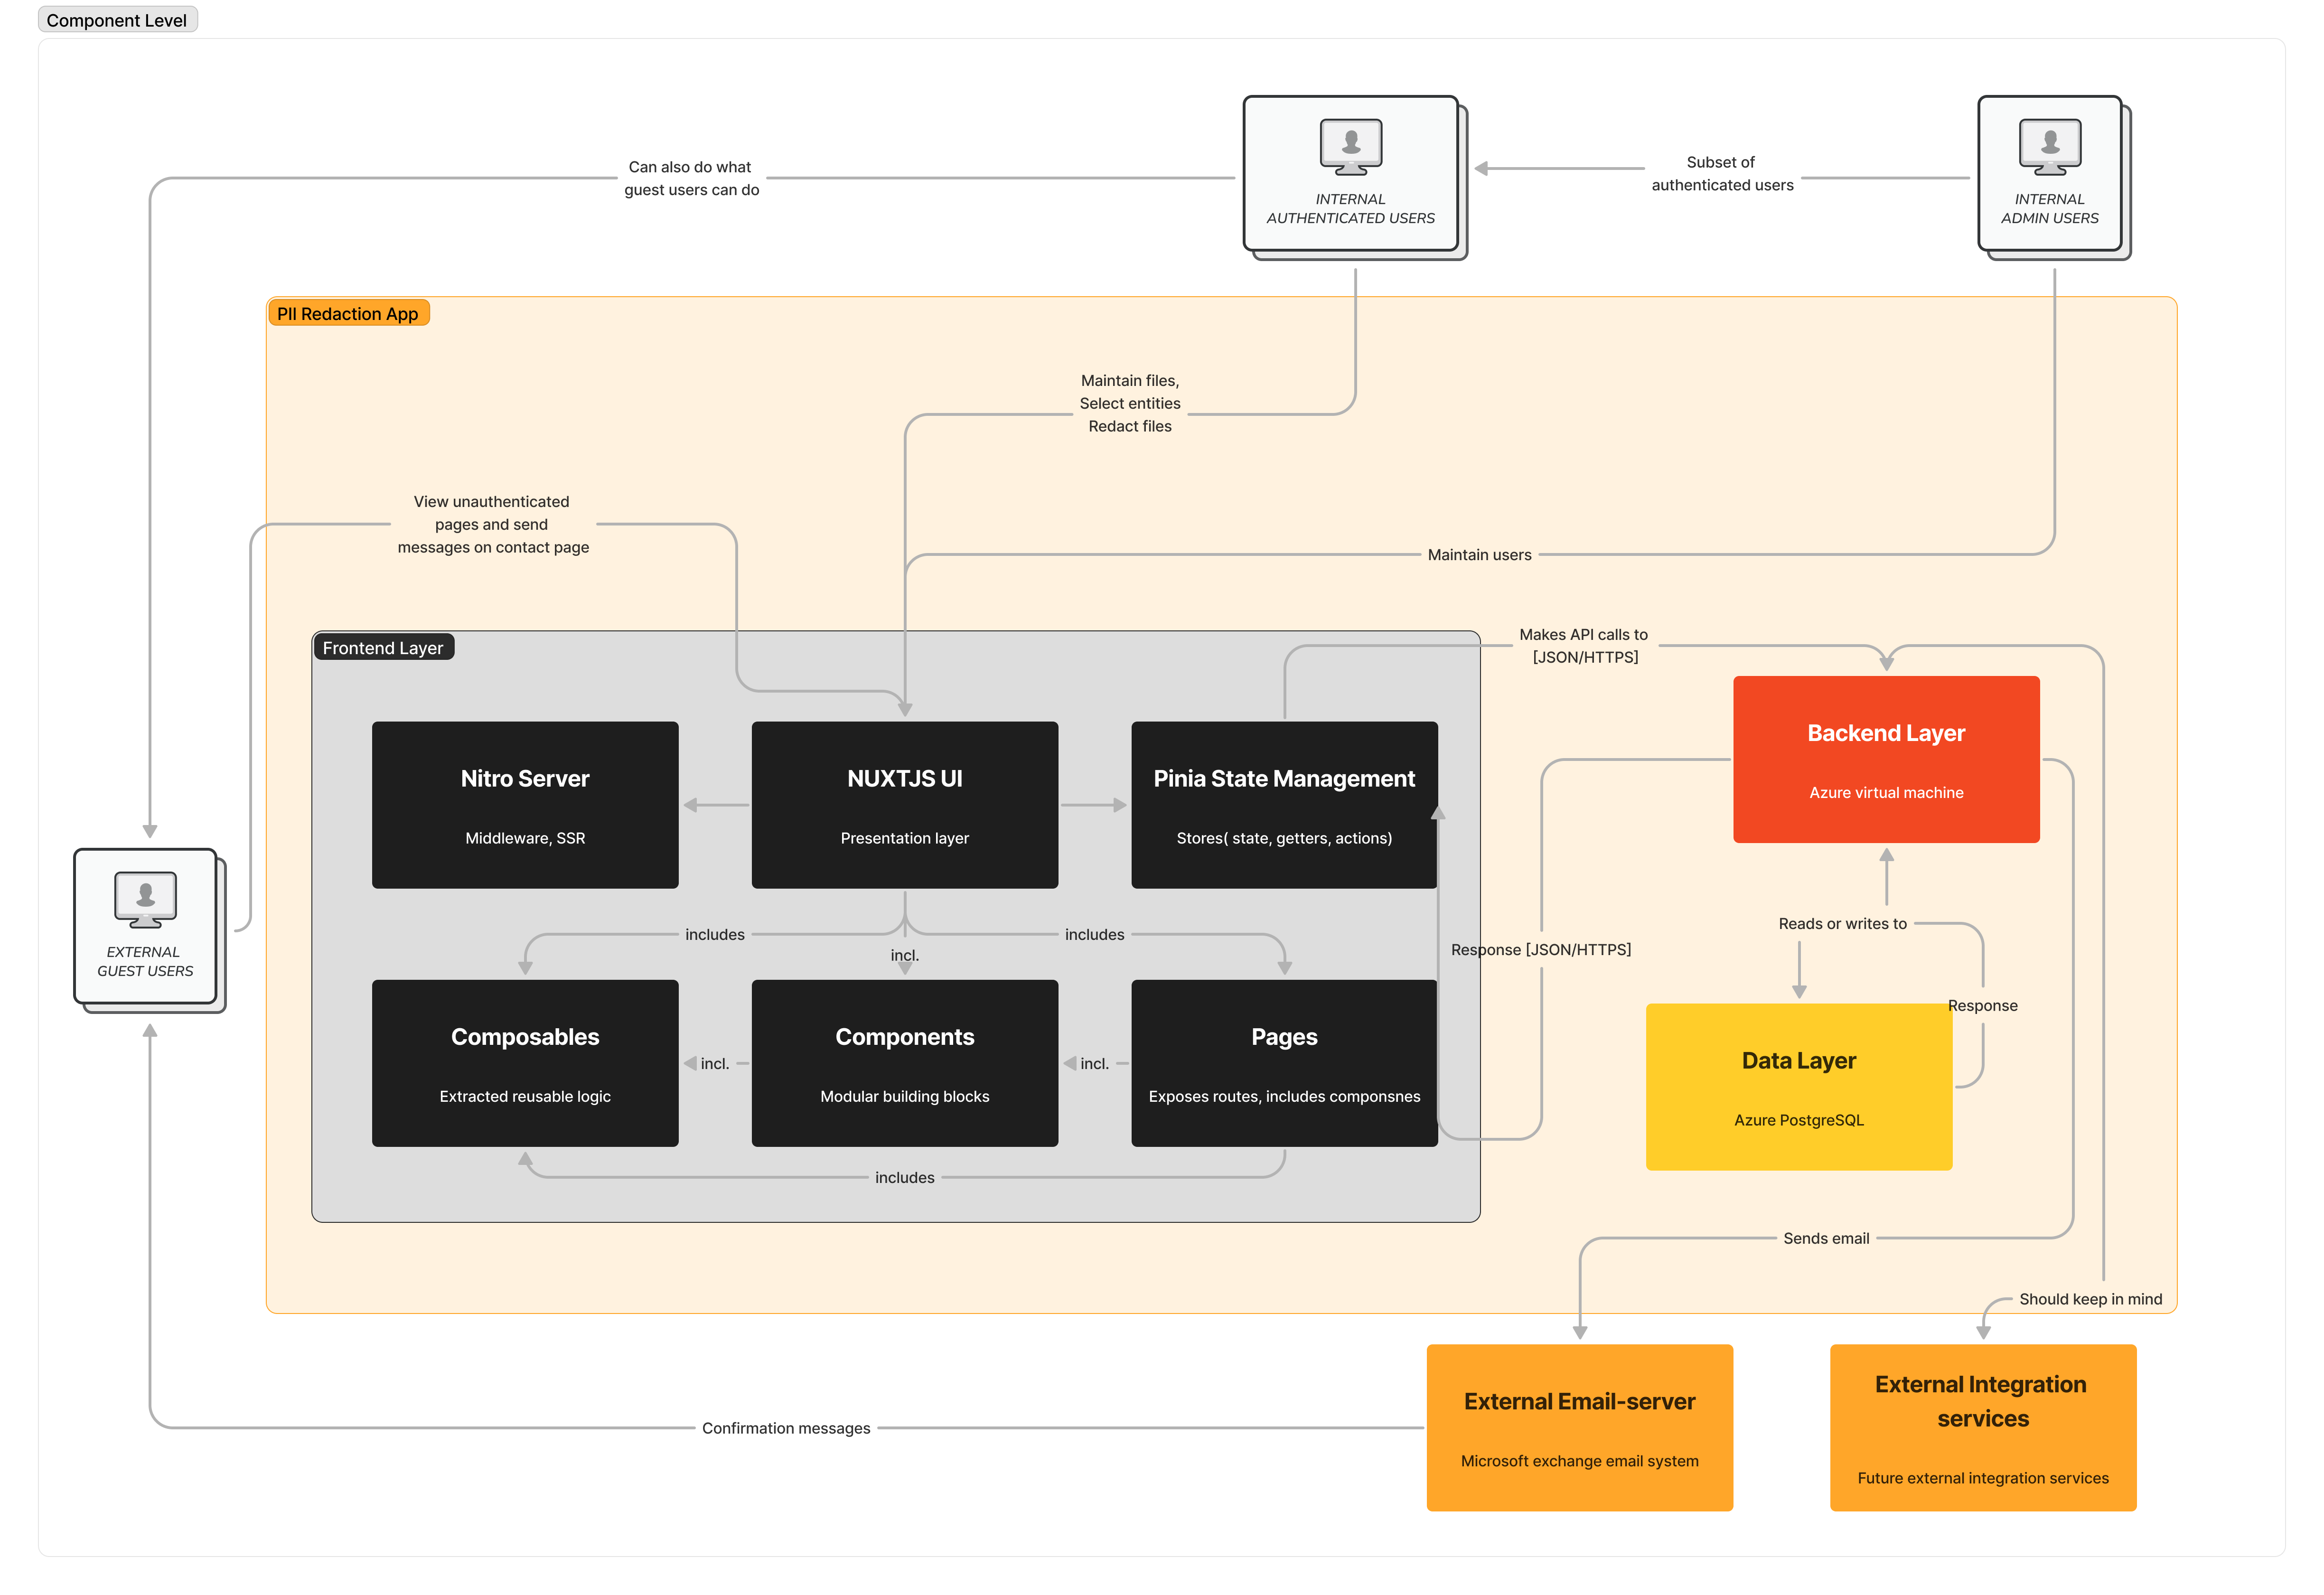 Component Level
INTERNAL
AUTHENTICATED USERS
INTERNAL
ADMIN USERS
Can also do what
guest users can do
Subset of
authenticated users
PII Redaction App
Maintain files,
Select entities
Redact files
View unauthenticated
pages and send
messages on contact page
Maintain users
Frontend Layer
Makes API calls to
[JSON/HTTPS]
Nitro Server
Middleware, SSR
NUXTJS UI
Presentation layer
Pinia State Management
Stores( state, getters, actions)
Backend Layer
Azure virtual machine
EXTERNAL
GUEST USERS
includes
incl.
includes
Response [JSON/HTTPS]
Reads or writes to
Response
Composables
Extracted reusable logic
incl.
Components
Modular building blocks
incl.
Pages
Exposes routes, includes componsnes
Data Layer
Azure PostgreSQL
includes
Sends email
Should keep in mind
Confirmation messages
External Email-server
Microsoft exchange email system
External Integration
services
Future external integration services